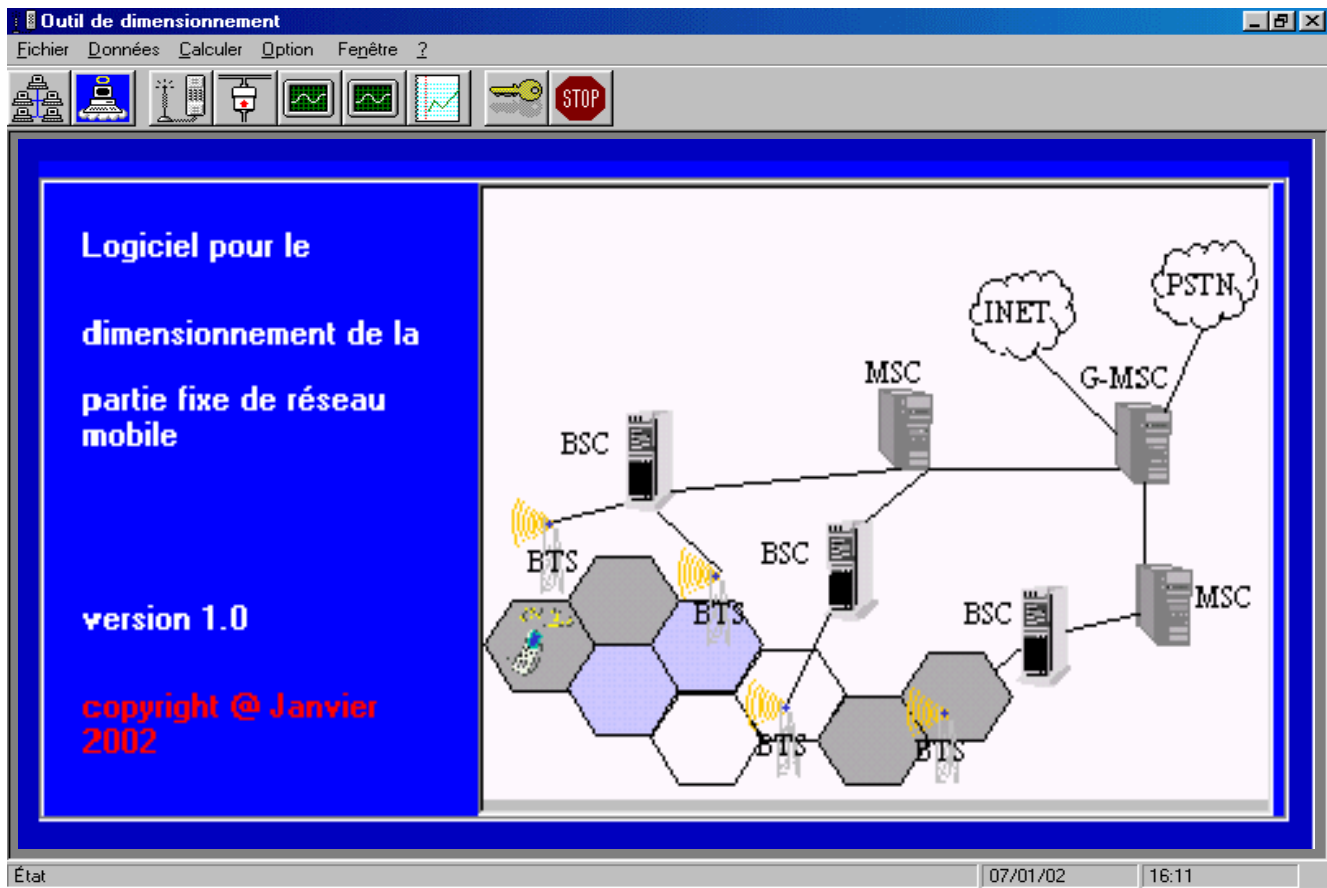 Outil de dimensionnement
Fichier Données Calculer Option Fenêtre ?
STOP
Logiciel pour le
dimensionnement de la
partie fixe de réseau
mobile
version 1.0
copyright @ Janvier
2002
PSTN
INET
MSC
G-MSC
BSC
BTS
BSC
BTS
BSC
MSC
BTS
BTS
État
07/01/02
16:11